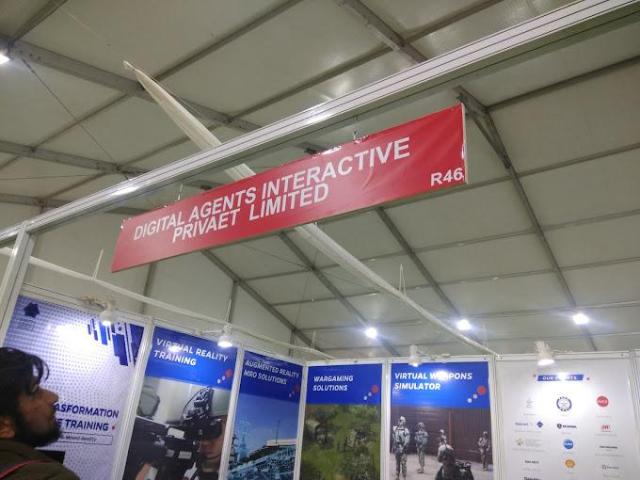 DIGITAL AGENTS INTERACTIVE
PRIVAET LIMITED
R46
VIRTUAL REALITY
TRAINING
AUGMENTED REALITY
MRO SOLUTIONS
WARGAMING
SOLUTIONS
VIRTUAL WEAPONS
SIMULATOR
OUR CLIENTS
TRAINING